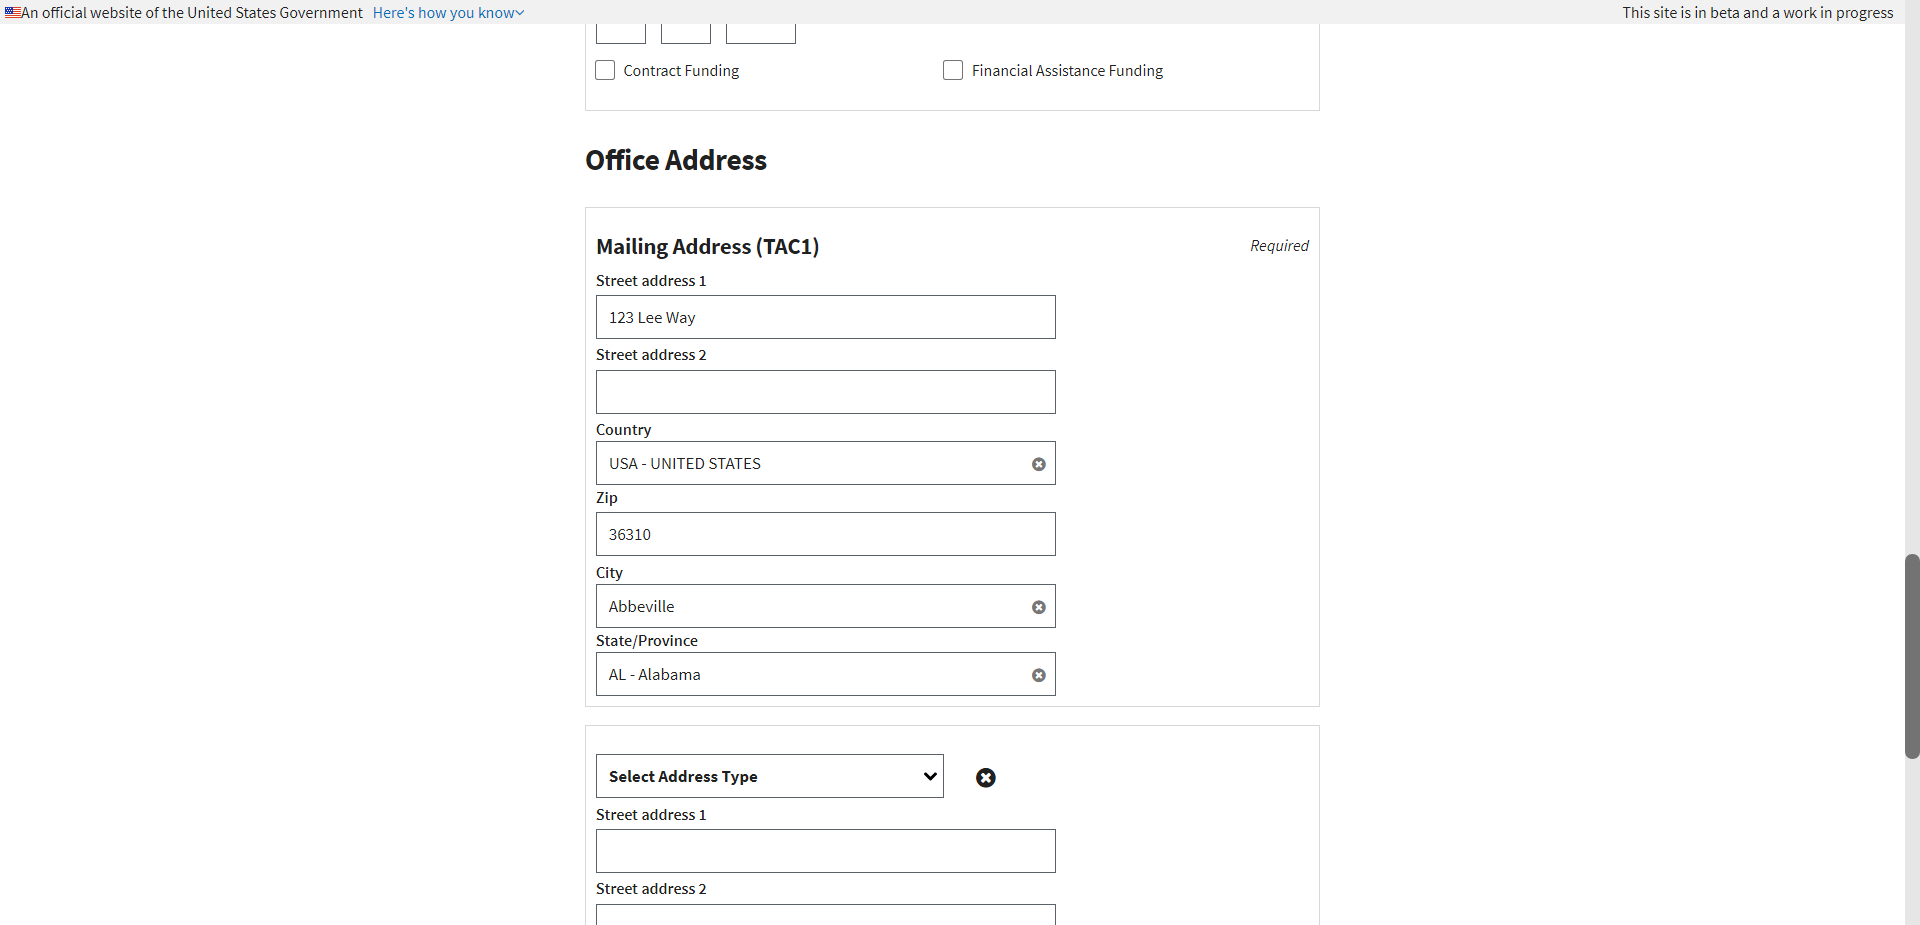 An official website of the United States Government Here's how you know This site is in beta and a work in progress
Contract Funding Financial Assistance Funding
Office Address
Mailing Address (TAC1) Required
Street address 1
123 Lee Way
Street address 2
Country
USA - UNITED STATES
Zip
36310
City
Abbeville
State/Province
AL - Alabama
Select Address Type
Street address 1
Street address 2